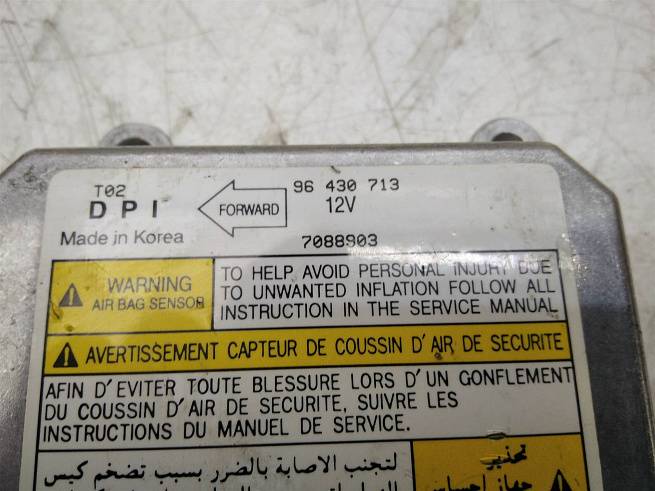 T02
96 430 713
DPI
FORWARD
12V
Made in Korea
7088903
WARNING
AIR BAG SENSOR
TO HELP AVOID PERSONAL INJURY DUE
TO UNWANTED INFLATION FOLLOW ALL
INSTRUCTION IN THE SERVICE MANUAL
AVERTISSEMENT CAPTEUR DE COUSSIN D'AIR DE SECURITE
AFIN D'EVITER TOUTE BLESSURE LORS D'UN GONFLEMENT
DU COUSSIN D'AIR DE SECURITE, SUIVRE LES
INSTRUCTIONS DU MANUEL DE SERVICE.
تحذير
لتجنب الاصابة بالضرر بسبب تضخم كيس
جهاز احساس